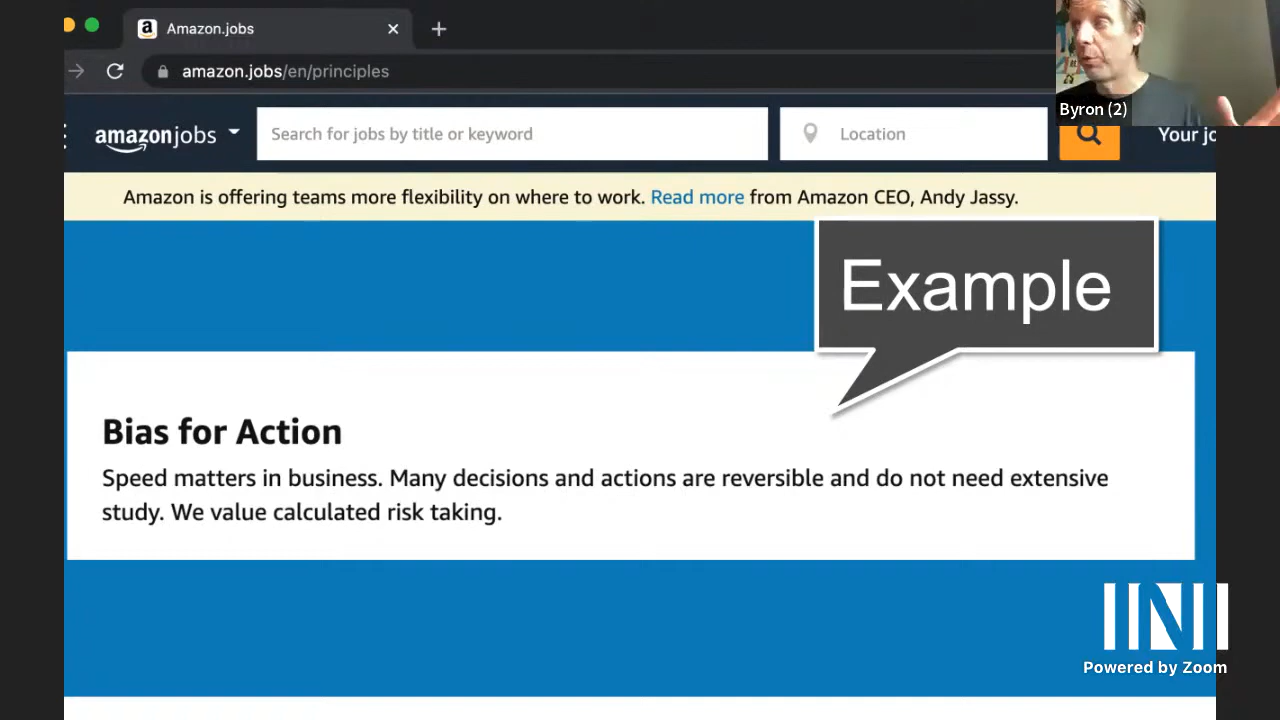 Amazon.jobs
amazon.jobs/en/principles
Byron (2)
amazonjobs
Search for jobs by title or keyword
Location
Your jo
Amazon is offering teams more flexibility on where to work. Read more from Amazon CEO, Andy Jassy.
Example
Bias for Action
Speed matters in business. Many decisions and actions are reversible and do not need extensive
study. We value calculated risk taking.
INI
Powered by Zoom